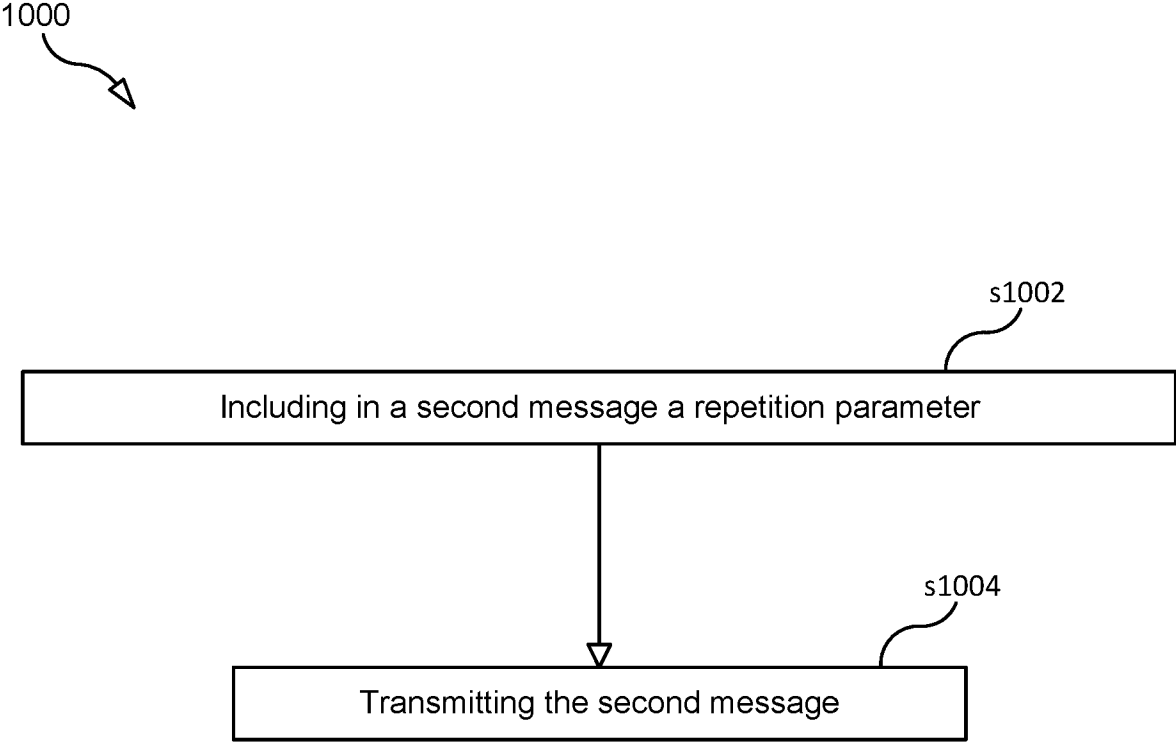 1000
s1002
Including in a second message a repetition parameter
s1004
Transmitting the second message